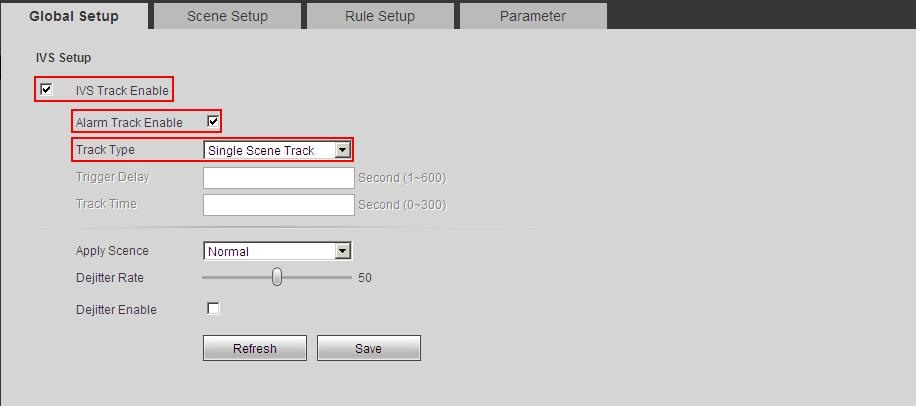 Global Setup Scene Setup Rule Setup Parameter
IVS Setup
IVS Track Enable
Alarm Track Enable
Track Type Single Scene Track
Trigger Delay Second (1~600)
Track Time Second (0~300)
Apply Scence Normal
Dejitter Rate 50
Dejitter Enable
Refresh Save